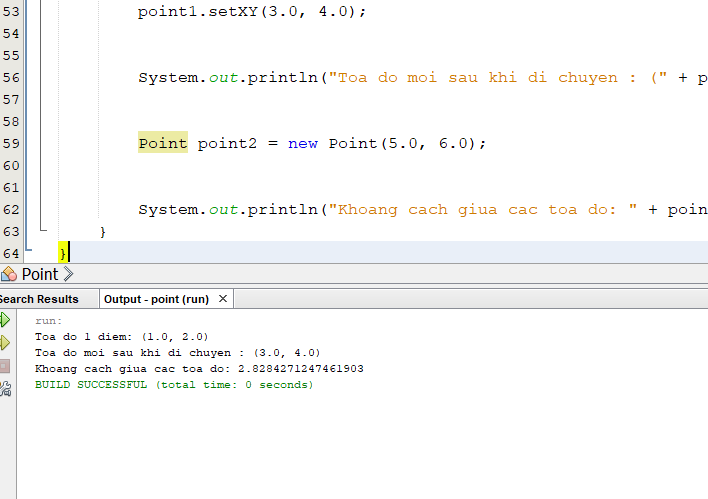 53 point1.setXY(3.0, 4.0);
54
55
56 System.out.println("Toa do moi sau khi di chuyen : (" + p
57
58
59 Point point2 = new Point(5.0, 6.0);
60
61
62 System.out.println("Khoang cach giua cac toa do: " + poin
63 }
64 }
Point
Search Results Output - point (run) ×
run:
Toa do 1 diem: (1.0, 2.0)
Toa do moi sau khi di chuyen : (3.0, 4.0)
Khoang cach giua cac toa do: 2.8284271247461903
BUILD SUCCESSFUL (total time: 0 seconds)